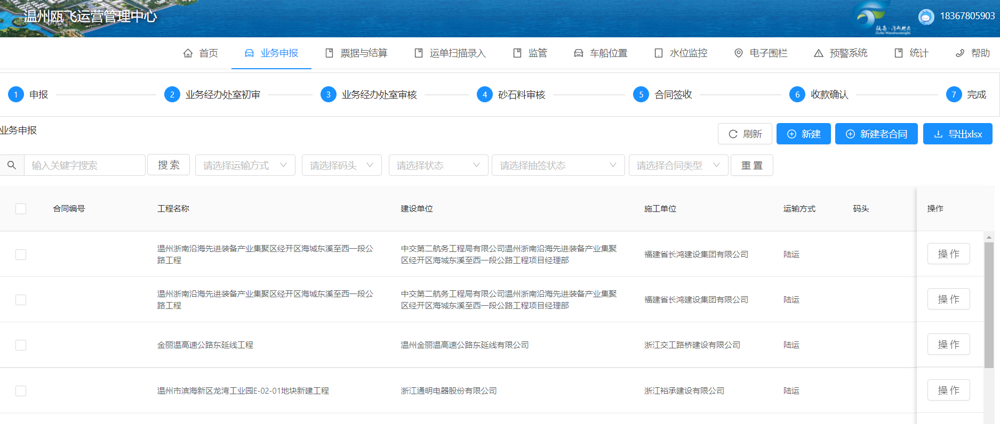 温州瓯飞运营管理中心
Oufei Wenzhoutengfei
18367805903
首页 业务申报 票据与结算 运单扫描录入 监管 车船位置 水位监控 电子围栏 预警系统 统计 帮助
1 申报 2 业务经办处室初审 3 业务经办处室审核 4 砂石料审核 5 合同签收 6 收款确认 7 完成
业务申报 刷新 新建 新建老合同 导出xlsx
输入关键字搜索 搜 索 请选择运输方式 请选择码头 请选择状态 请选择抽签状态 请选择合同类型 重 置
合同编号 工程名称 建设单位 施工单位 运输方式 码头 操作
温州浙南沿海先进装备产业集聚区经开区海城东溪至西一段公
路工程
中交第二航务工程局有限公司温州浙南沿海先进装备产业集聚
区经开区海城东溪至西一段公路工程项目经理部
福建省长鸿建设集团有限公司 陆运 操 作
温州浙南沿海先进装备产业集聚区经开区海城东溪至西一段公
路工程
中交第二航务工程局有限公司温州浙南沿海先进装备产业集聚
区经开区海城东溪至西一段公路工程项目经理部
福建省长鸿建设集团有限公司 陆运 操 作
金丽温高速公路东延线工程 温州金丽温高速公路东延线有限公司 浙江交工路桥建设有限公司 陆运 操 作
温州市滨海新区龙湾工业园E-02-01地块新建工程 浙江通明电器股份有限公司 浙江裕承建设有限公司 陆运 操 作